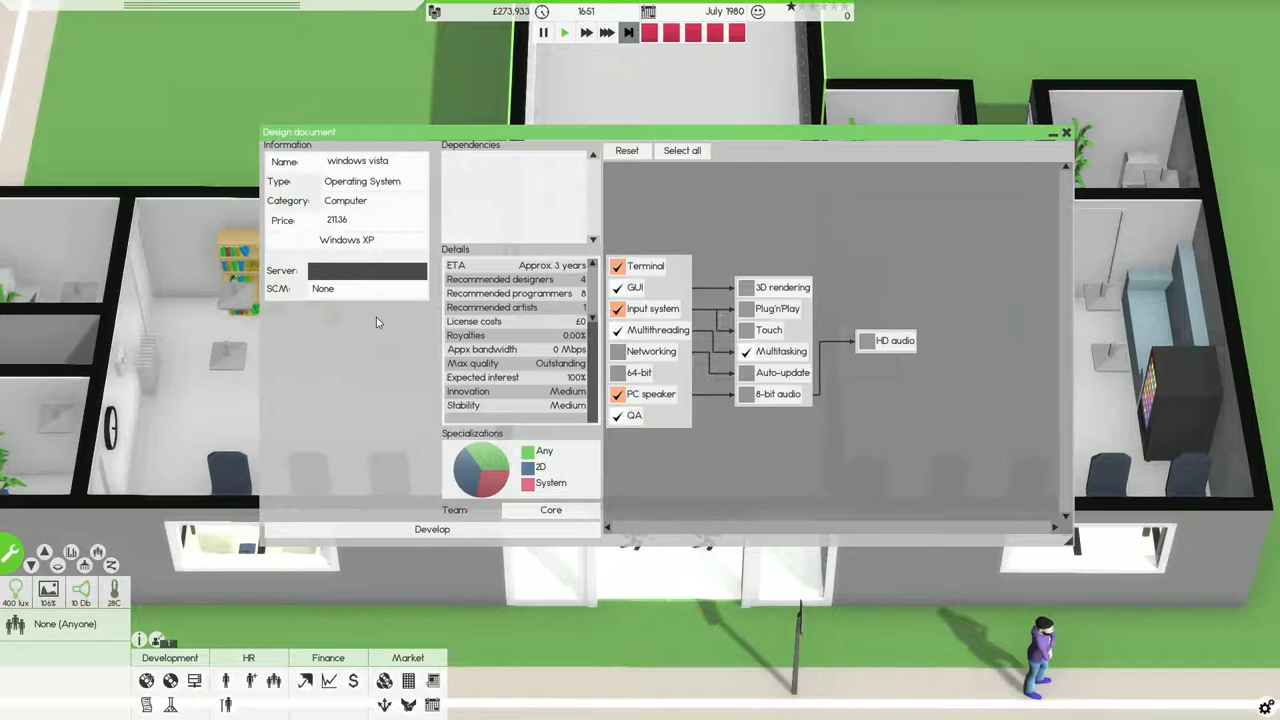 £273.933
16:51
July 1980
0
Design document
Information
Name: windows vista
Type: Operating System
Category: Computer
Price: 211.36
Windows XP
Server:
SCM: None
Dependencies
Details
ETA Approx. 3 years
Recommended designers 4
Recommended programmers 8
Recommended artists 1
License costs £0
Royalties 0.00%
Appx bandwidth 0 Mbps
Max quality Outstanding
Expected interest 100%
Innovation Medium
Stability Medium
Specializations
Any
2D
System
Team: Core
Develop
Reset Select all
Terminal
GUI
Input system
Multithreading
Networking
64-bit
PC speaker
QA
3D rendering
Plug'n'Play
Touch
Multitasking
Auto-update
8-bit audio
HD audio
400 lux 106% 10 Db 28C
None (Anyone)
Development HR Finance Market